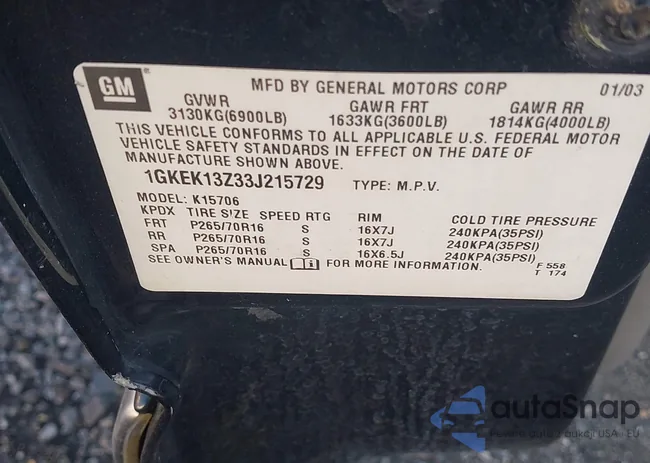 GM
MFD BY GENERAL MOTORS CORP 01/03
GVWR GAWR FRT GAWR RR
3130KG(6900LB) 1633KG(3600LB) 1814KG(4000LB)
THIS VEHICLE CONFORMS TO ALL APPLICABLE U.S. FEDERAL MOTOR
VEHICLE SAFETY STANDARDS IN EFFECT ON THE DATE OF
MANUFACTURE SHOWN ABOVE.
1GKEK13Z33J215729 TYPE: M.P.V.
MODEL: K15706
KPDX TIRE SIZE SPEED RTG RIM COLD TIRE PRESSURE
FRT P265/70R16 S 16X7J 240KPA(35PSI)
RR P265/70R16 S 16X7J 240KPA(35PSI)
SPA P265/70R16 S 16X6.5J 240KPA(35PSI)
SEE OWNER'S MANUAL FOR MORE INFORMATION.
F 558
T 174
autaSnap
USA - EU